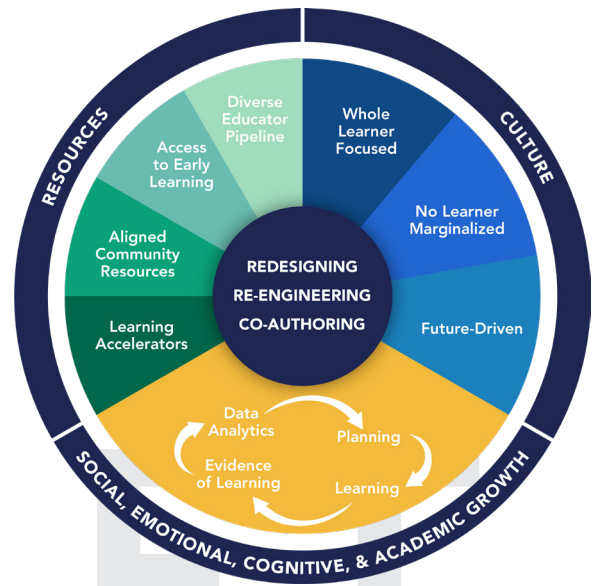 RESOURCES
CULTURE
Diverse
Educator
Pipeline
Whole
Learner
Focused
Access
to Early
Learning
No Learner
Marginalized
Aligned
Community
Resources
REDESIGNING
RE-ENGINEERING
CO-AUTHORING
Learning
Accelerators
Future-Driven
Data
Analytics
Planning
Evidence
of Learning
Learning
SOCIAL, EMOTIONAL, COGNITIVE, & ACADEMIC GROWTH